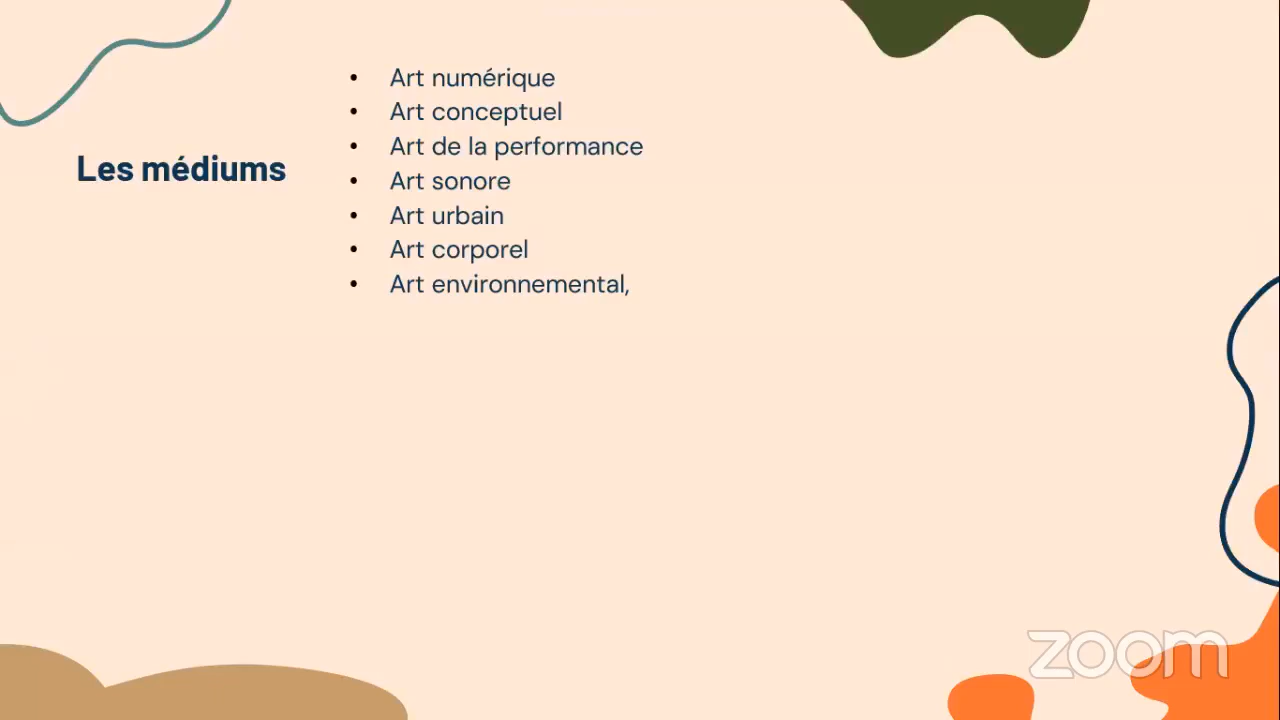 Les médiums
• Art numérique
• Art conceptuel
• Art de la performance
• Art sonore
• Art urbain
• Art corporel
• Art environnemental,
zoom